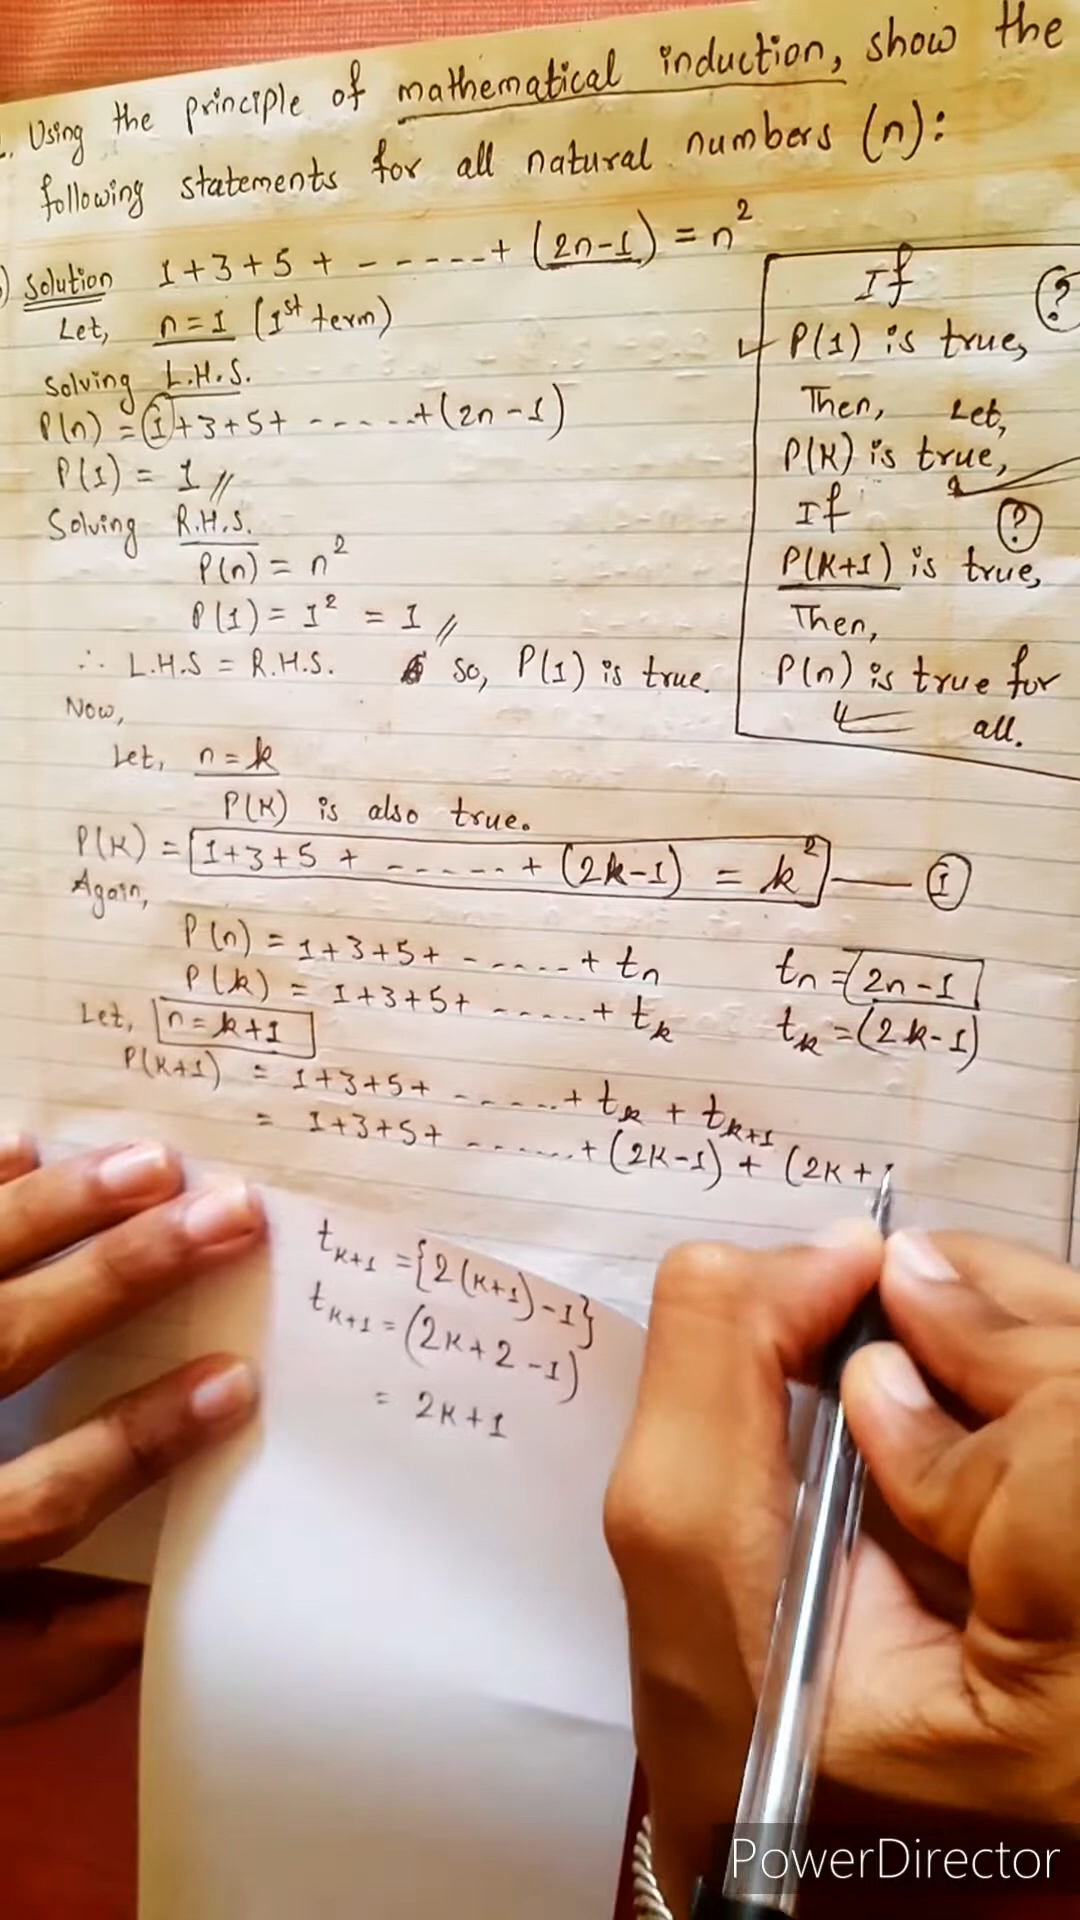 Using the principle of mathematical induction, show the
following statements for all natural numbers (n):
Solution 1+3+5 + ------+ (2n-1) = n²
Let, n=1 (1st term)
Solving L.H.S.
P(n) = 1+3+5+ ------+(2n-1)
P(1) = 1 //
Solving R.H.S.
P(n) = n²
P(1) = 1² = 1 //
∴ L.H.S = R.H.S. So, P(1) is true.
If ?
P(1) is true,
Then, Let,
P(K) is true,
If ?
P(K+1) is true,
Then,
P(n) is true for
all.
Now,
Let, n=k
P(K) is also true.
P(K) = 1+3+5 + ------ + (2k-1) = k² —— 1
Again,
P(n) = 1+3+5+ ------+ tn tn = (2n-1
P(k) = 1+3+5+ ------+ tk tk = (2k-1)
Let, n=k+1
P(K+1) = 1+3+5+ ------+ tk + tk+1
= 1+3+5+ ------+ (2K-1) + (2K+
tK+1 = {2(K+1)-1}
tK+1 = (2K+2-1)
= 2K+1
PowerDirector